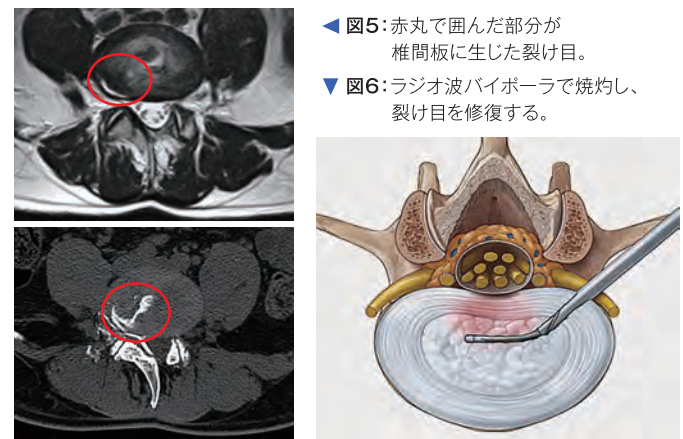 ◀ 図5：赤丸で囲んだ部分が
椎間板に生じた裂け目。
▼ 図6：ラジオ波バイポーラで焼灼し、
裂け目を修復する。